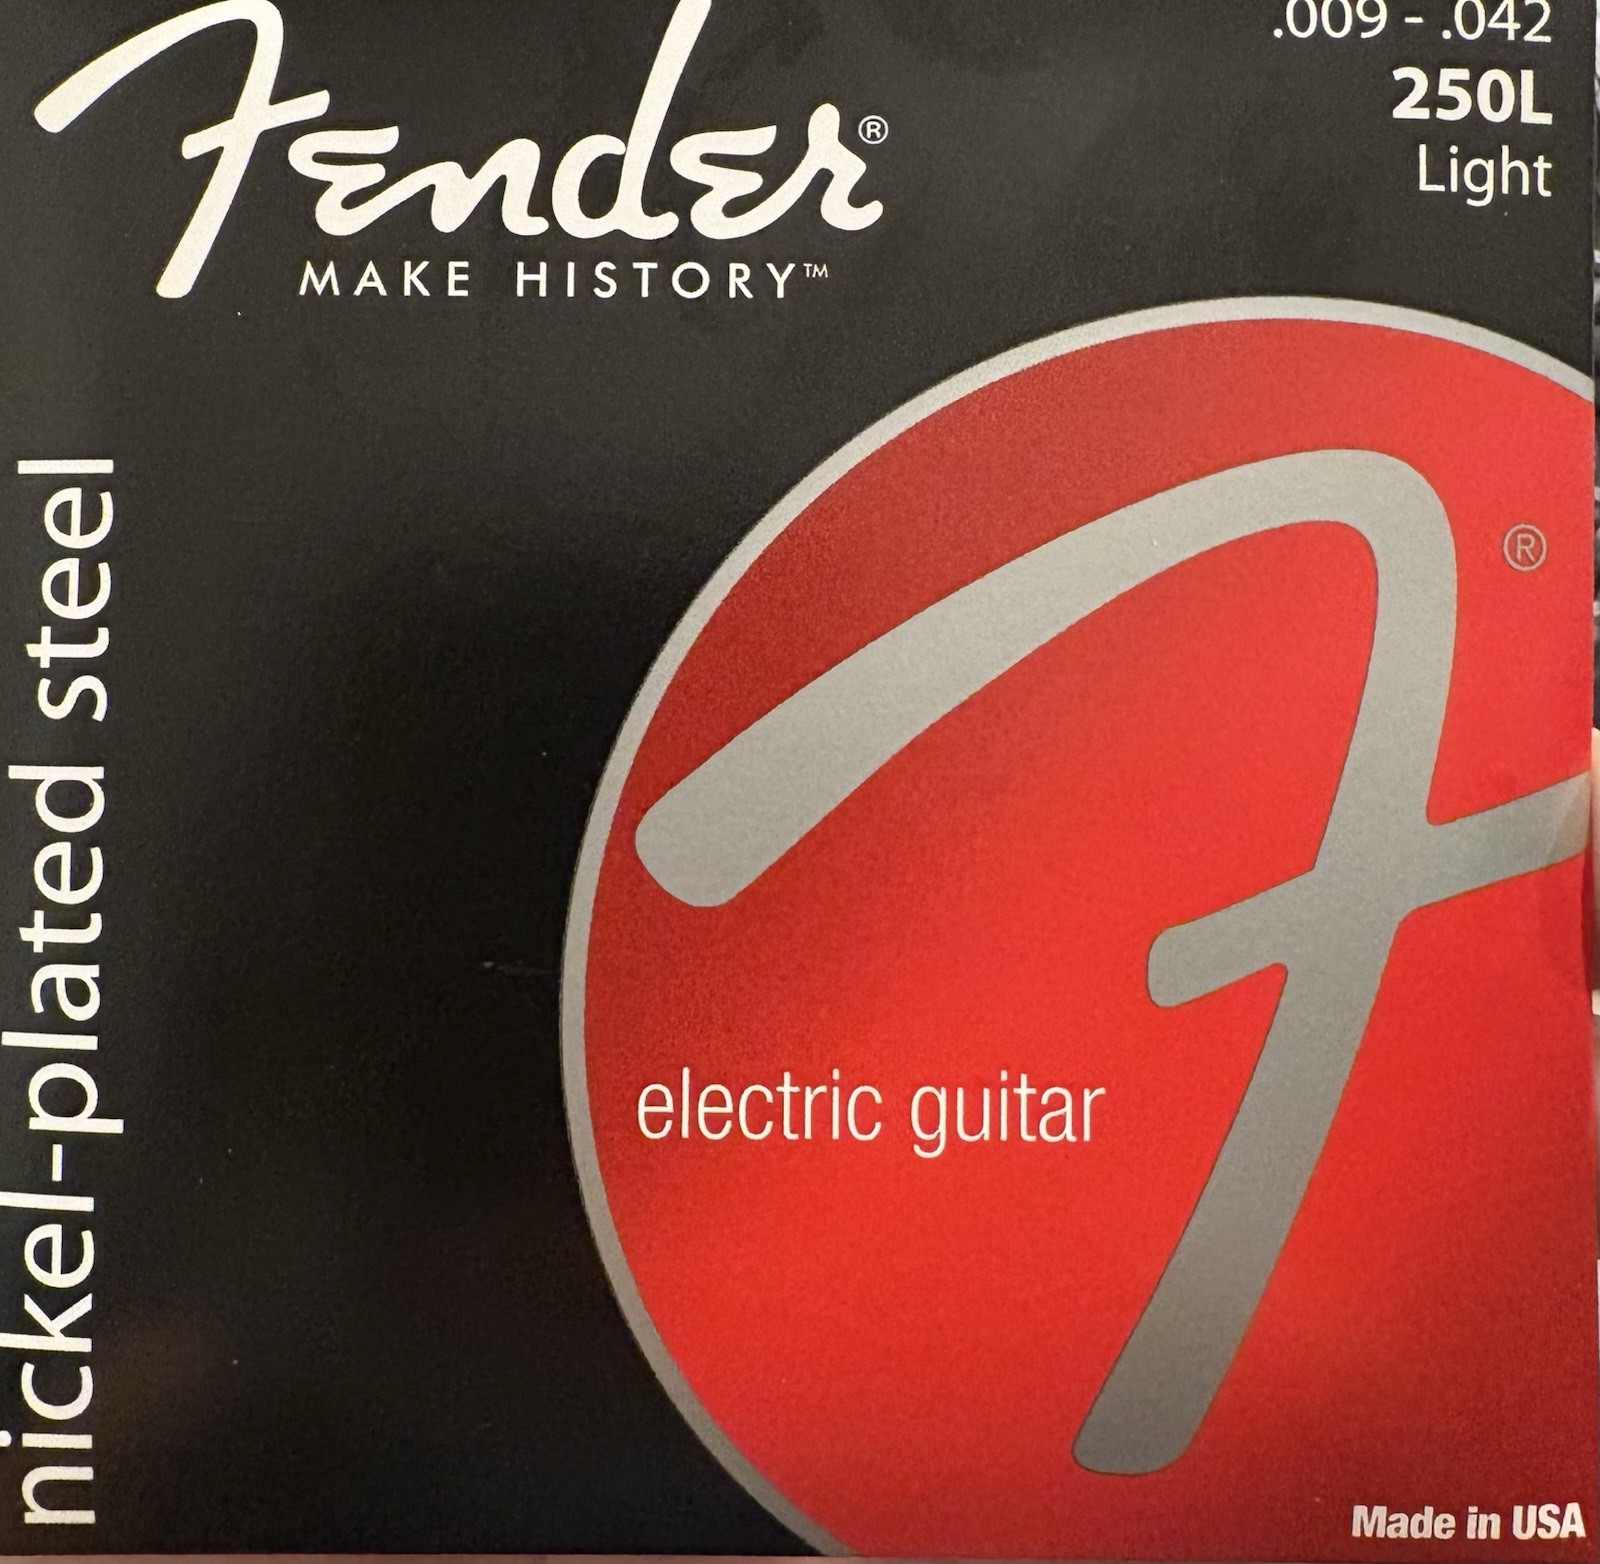 Fender®
MAKE HISTORY™
.009 - .042
250L
Light
nickel-plated steel
F
®
electric guitar
Made in USA